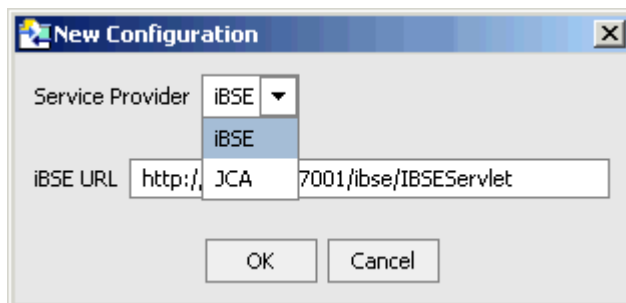 New Configuration
Service Provider iBSE
iBSE
JCA
iBSE URL http:/ 7001/ibse/IBSEServlet
OK Cancel